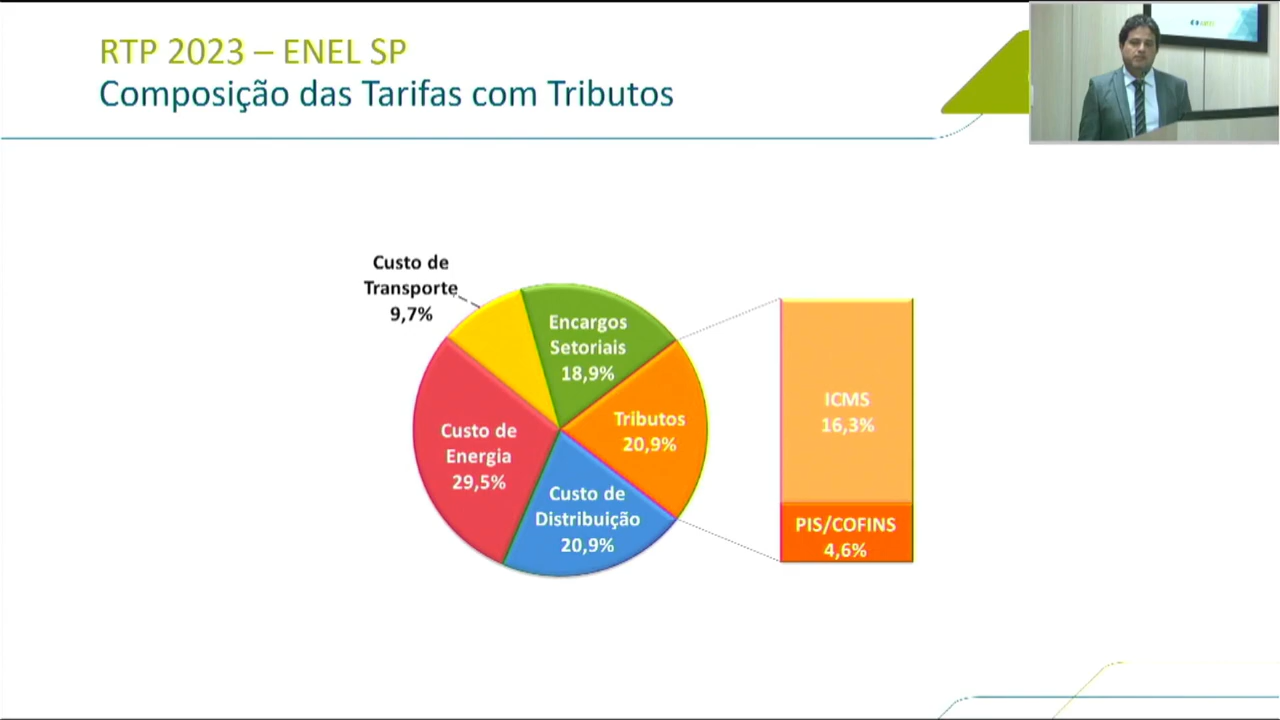 RTP 2023 – ENEL SP
Composição das Tarifas com Tributos
Custo de
Transporte
9,7%
Encargos
Setoriais
18,9%
Tributos
20,9%
Custo de
Energia
29,5%
Custo de
Distribuição
20,9%
ICMS
16,3%
PIS/COFINS
4,6%